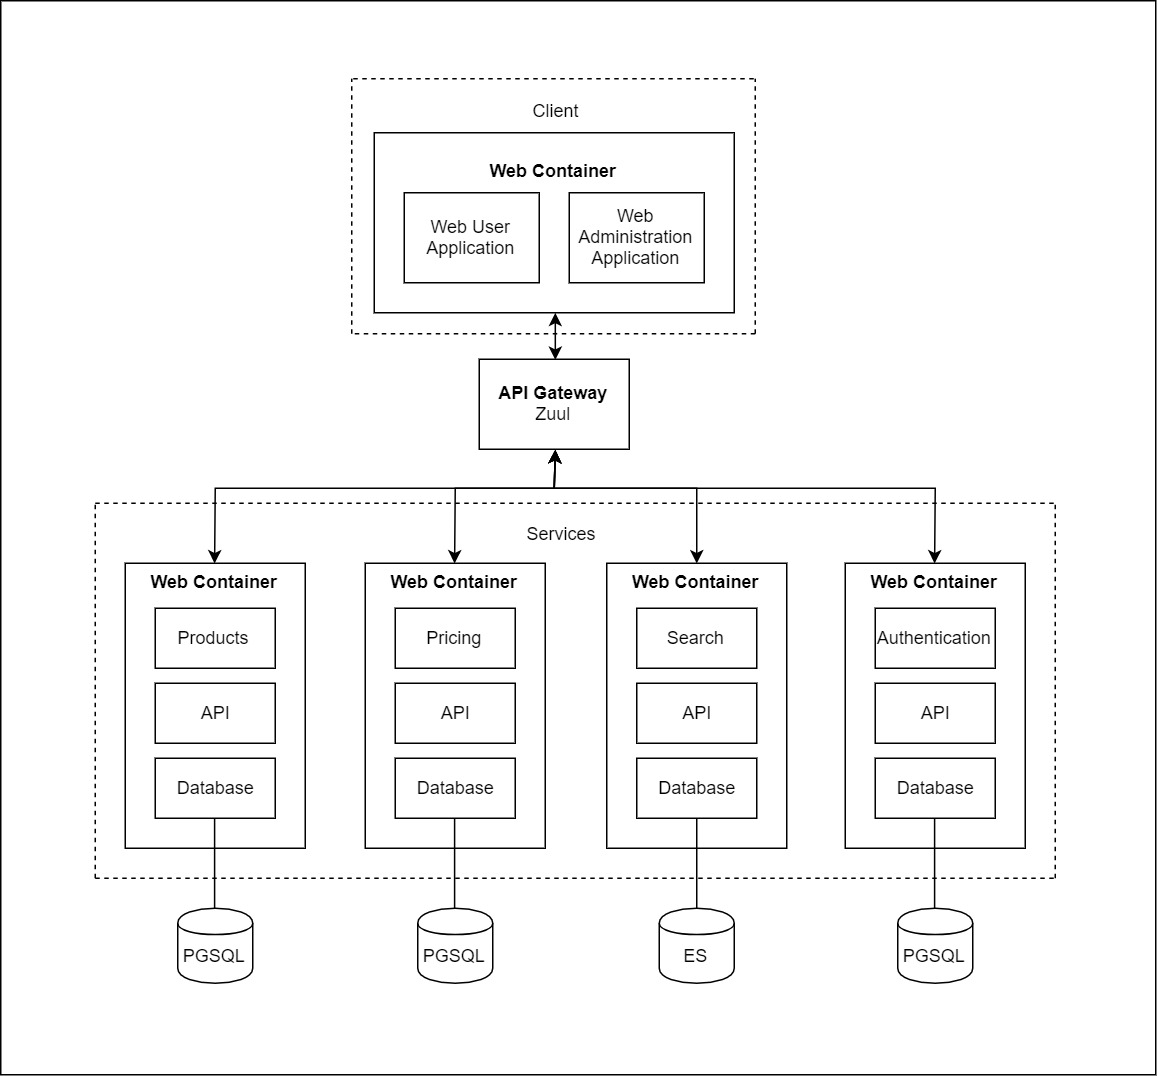 Client
Web Container
Web User
Application
Web
Administration
Application
API Gateway
Zuul
Services
Web Container
Products
API
Database
Web Container
Pricing
API
Database
Web Container
Search
API
Database
Web Container
Authentication
API
Database
PGSQL
PGSQL
ES
PGSQL